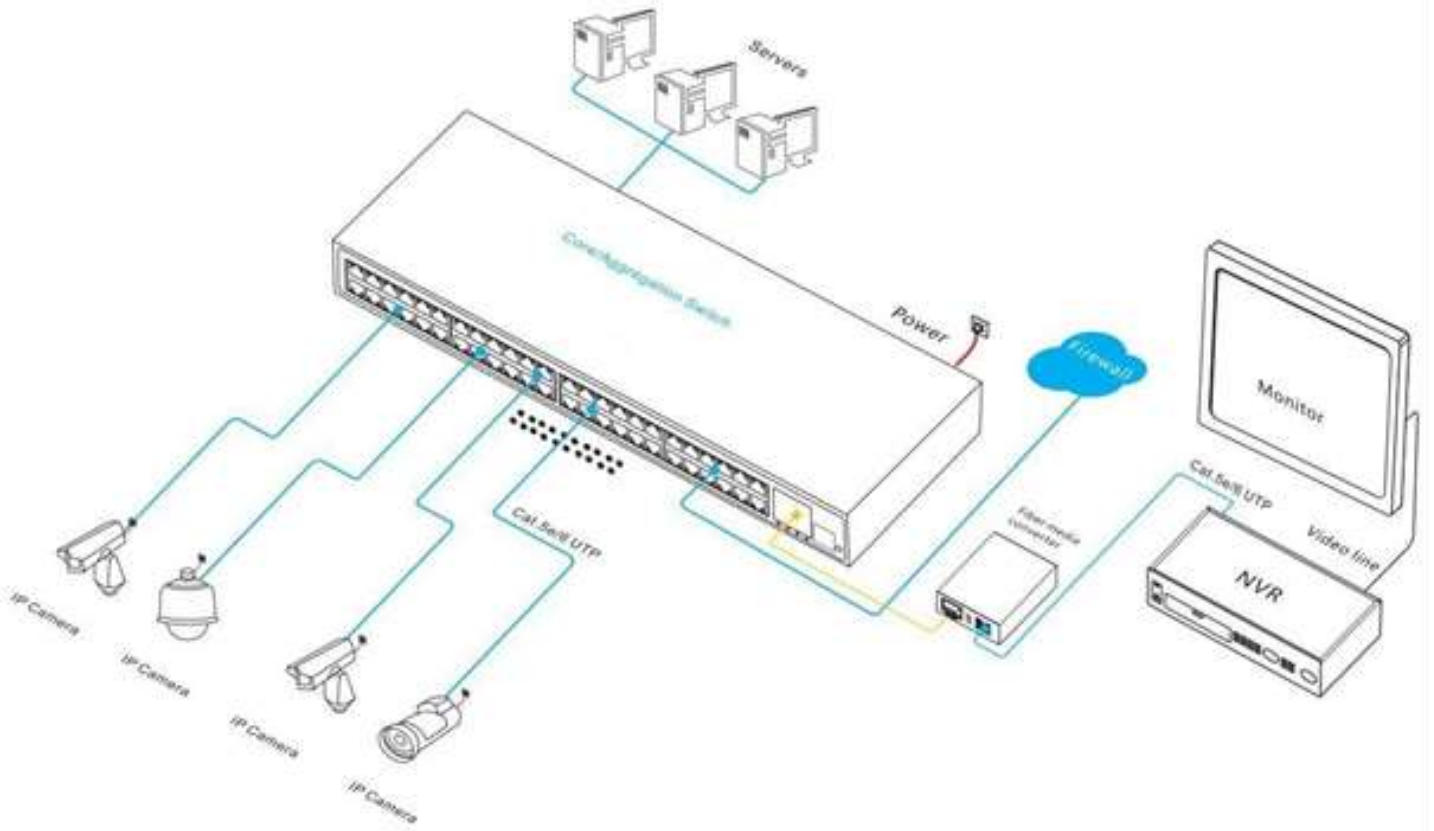 Servers
Core/Aggregation Switch
Power
Firewall
Monitor
Cat.5e/6 UTP
Fiber media
converter
Video line
NVR
Cat.5e/6 UTP
IP Camera
IP Camera
IP Camera
IP Camera